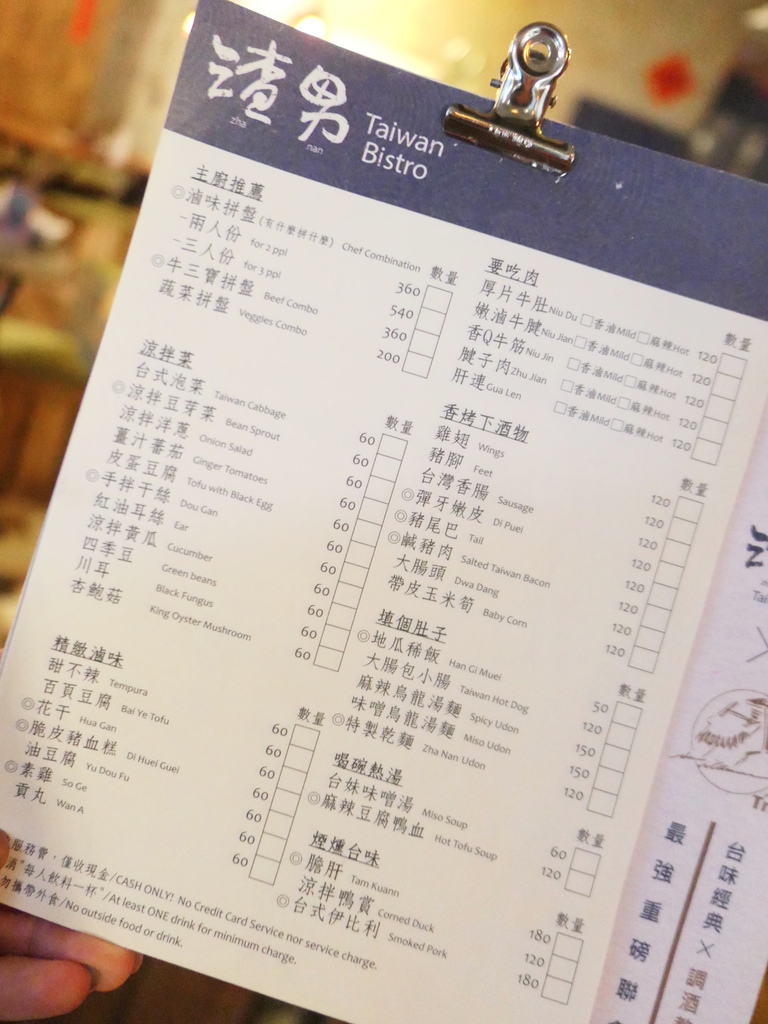 渣男
zha nan
Taiwan
Bistro
主廚推薦
數量
◎滷味拼盤(有什麼拼什麼) Chef Combination
-兩人份 for 2 ppl 360
-三人份 for 3 ppl 540
◎牛三寶拼盤 Beef Combo 360
蔬菜拼盤 Veggies Combo 200
涼拌菜
數量
台式泡菜 Taiwan Cabbage 60
◎涼拌豆芽菜 Bean Sprout 60
涼拌洋蔥 Onion Salad 60
薑汁蕃茄 Ginger Tomatoes 60
皮蛋豆腐 Tofu with Black Egg 60
◎手拌干絲 Dou Gan 60
紅油耳絲 Ear 60
涼拌黃瓜 Cucumber 60
四季豆 Green beans 60
川耳 Black Fungus 60
杏鮑菇 King Oyster Mushroom 60
精緻滷味
數量
甜不辣 Tempura 60
百頁豆腐 Bai Ye Tofu 60
◎花干 Hua Gan 60
◎脆皮豬血糕 Di Huei Guei 60
油豆腐 Yu Dou Fu 60
◎素雞 So Ge 60
貢丸 Wan A 60
要吃肉
數量
厚片牛肚 Niu Du □香滷Mild □麻辣Hot 120
嫩滷牛腱 Niu Jian □香滷Mild □麻辣Hot 120
香Q牛筋 Niu Jin □香滷Mild □麻辣Hot 120
腱子肉 Zhu Jian □香滷Mild □麻辣Hot 120
肝連 Gua Len □香滷Mild □麻辣Hot 120
香烤下酒物
數量
雞翅 Wings 120
豬腳 Feet 120
台灣香腸 Sausage 120
◎彈牙嫩皮 Di Puei 120
◎豬尾巴 Tail 120
◎鹹豬肉 Salted Taiwan Bacon 120
大腸頭 Dwa Dang 120
帶皮玉米筍 Baby Corn 120
填個肚子
數量
◎地瓜稀飯 Han Gi Muei 50
大腸包小腸 Taiwan Hot Dog 120
麻辣烏龍湯麵 Spicy Udon 150
味噌烏龍湯麵 Miso Udon 150
◎特製乾麵 Zha Nan Udon 120
喝碗熱湯
數量
台妹味噌湯 Miso Soup 60
◎麻辣豆腐鴨血 Hot Tofu Soup 120
煙燻台味
數量
◎膽肝 Tam Kuann 180
涼拌鴨賞 Corned Duck 120
◎台式伊比利 Smoked Pork 180
服務費，僅收現金/CASH ONLY! No Credit Card Service nor service charge.
消"每人飲料一杯"/At least ONE drink for minimum charge.
勿攜帶外食/No outside food or drink.
台味經典×調酒
最強重磅聯